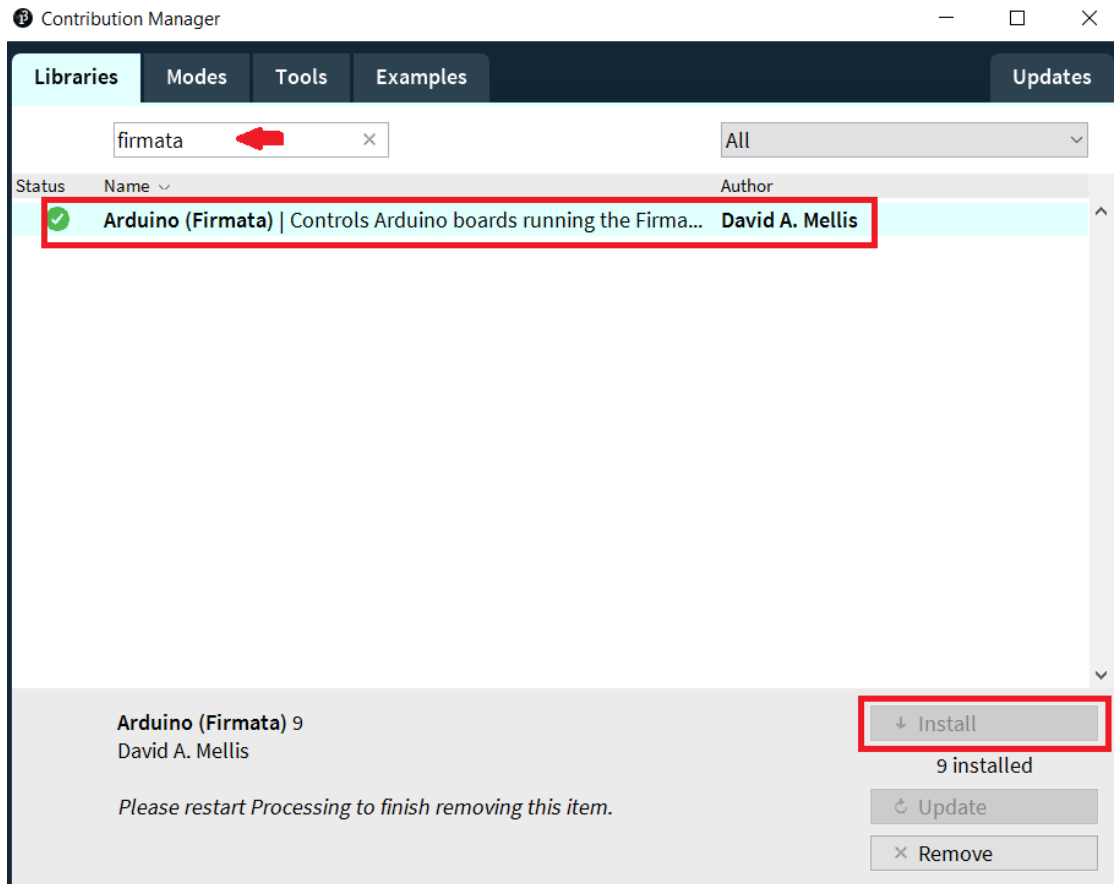 Contribution Manager
Libraries Modes Tools Examples Updates
firmata All
Status Name Author
Arduino (Firmata) | Controls Arduino boards running the Firma... David A. Mellis
Arduino (Firmata) 9
Install
David A. Mellis
9 installed
Please restart Processing to finish removing this item.
Update
Remove